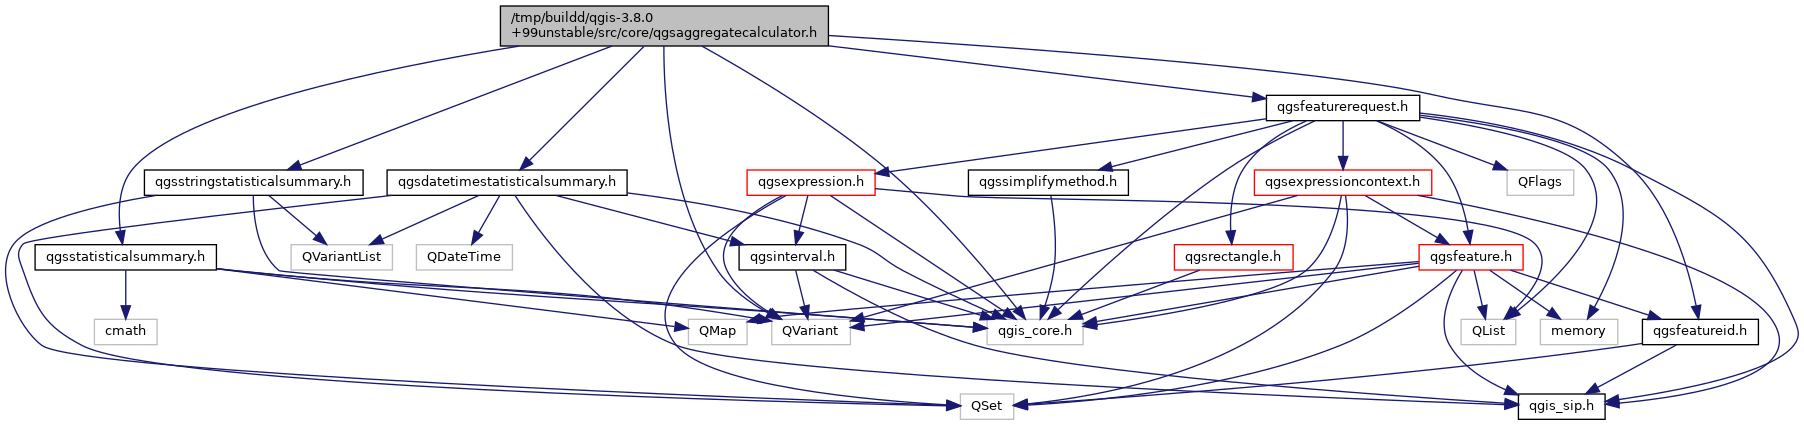 /tmp/buildd/qgis-3.8.0
+99unstable/src/core/qgsaggregatecalculator.h
qgsfeaturerequest.h
qgsstringstatisticalsummary.h
qgsdatetimestatisticalsummary.h
qgsexpression.h
qgssimplifymethod.h
qgsexpressioncontext.h
QFlags
qgsstatisticalsummary.h
QVariantList
QDateTime
qgsinterval.h
qgsrectangle.h
qgsfeature.h
cmath
QMap
QVariant
qgis_core.h
QList
memory
qgsfeatureid.h
QSet
qgis_sip.h